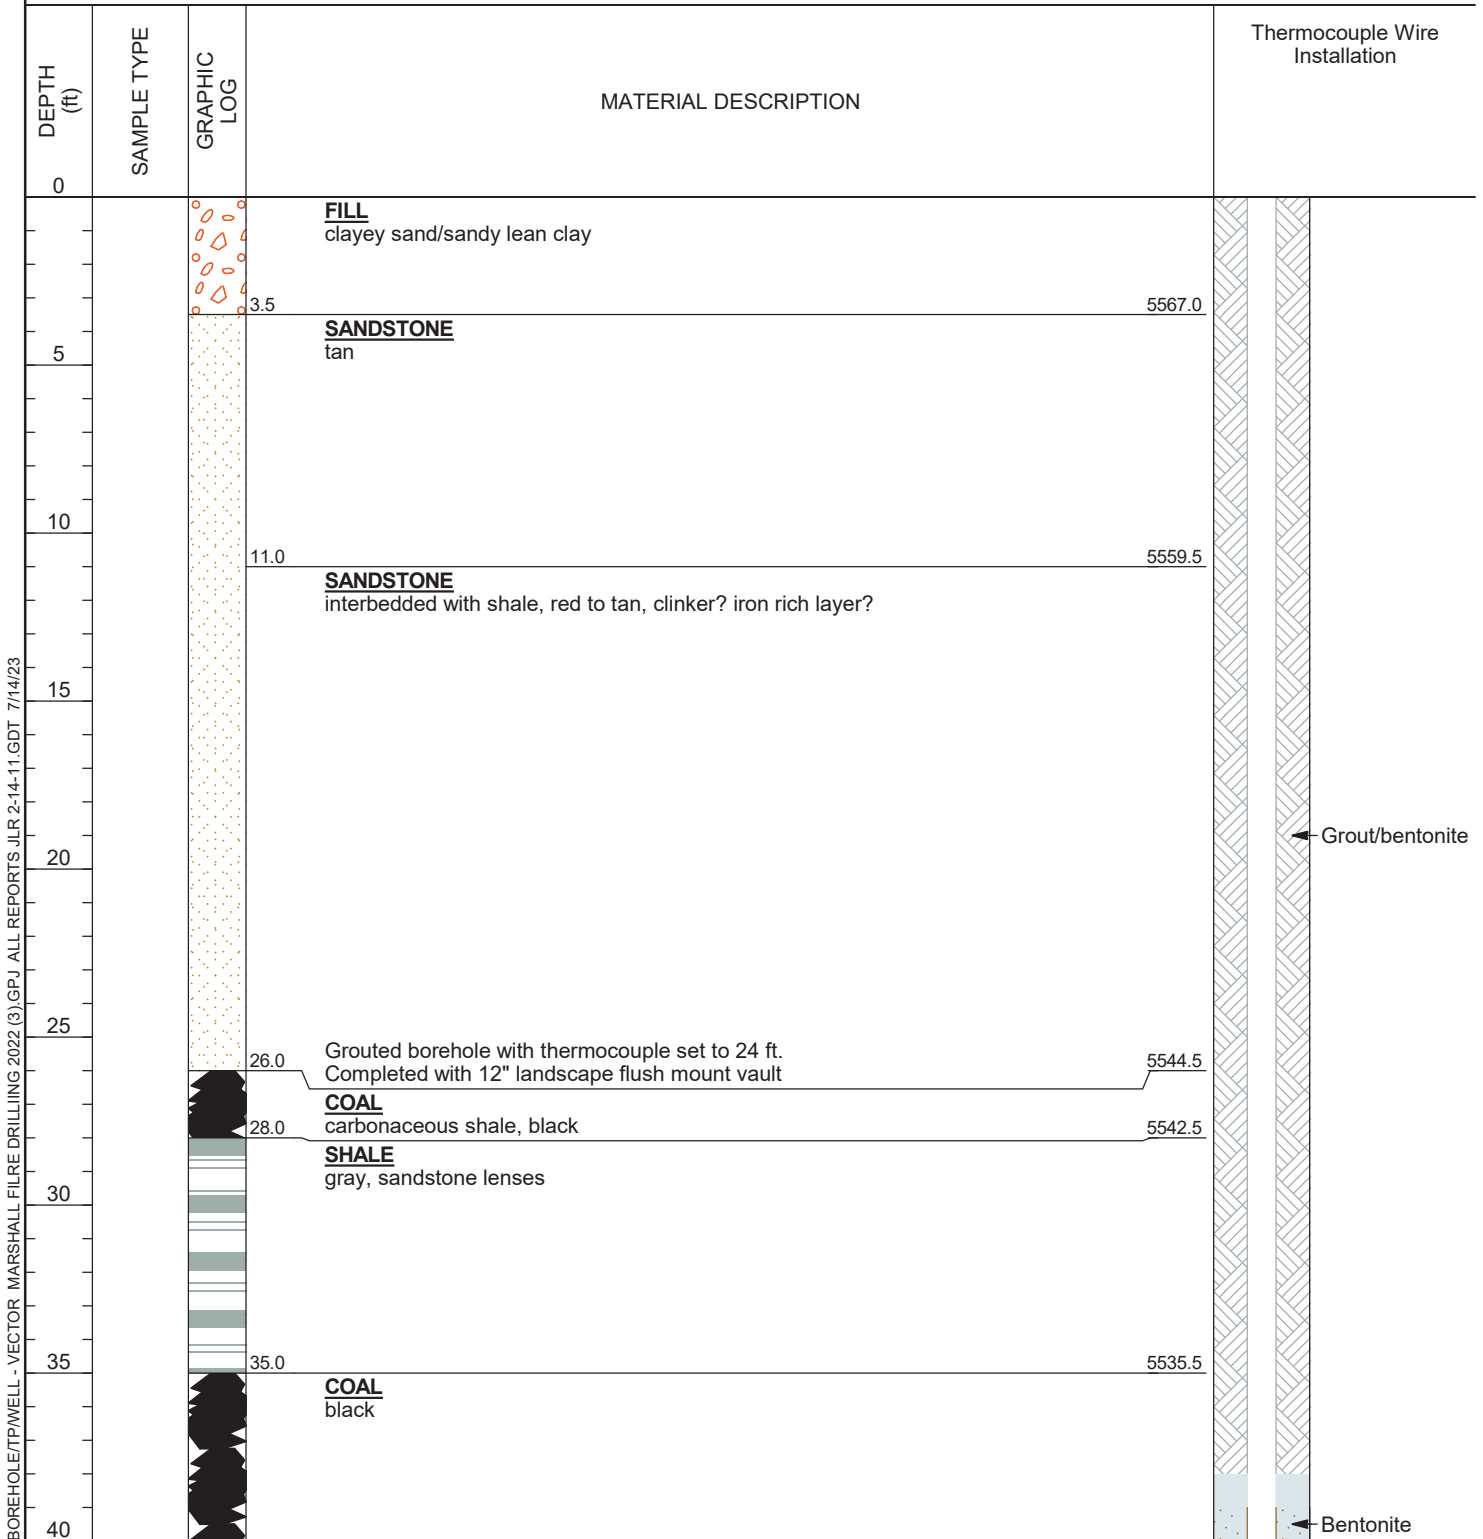 DEPTH
(ft)
SAMPLE TYPE
GRAPHIC
LOG
MATERIAL DESCRIPTION
Thermocouple Wire
Installation
0
FILL
clayey sand/sandy lean clay
3.5
5567.0
SANDSTONE
tan
5
10
11.0
5559.5
SANDSTONE
interbedded with shale, red to tan, clinker? iron rich layer?
15
20
Grout/bentonite
25
Grouted borehole with thermocouple set to 24 ft.
Completed with 12" landscape flush mount vault
26.0
5544.5
COAL
carbonaceous shale, black
28.0
5542.5
SHALE
gray, sandstone lenses
30
35
35.0
5535.5
COAL
black
40
Bentonite
BOREHOLE/TP/WELL - VECTOR MARSHALL FILRE DRILLIING 2022 (3).GPJ ALL REPORTS JLR 2-14-11.GDT 7/14/23